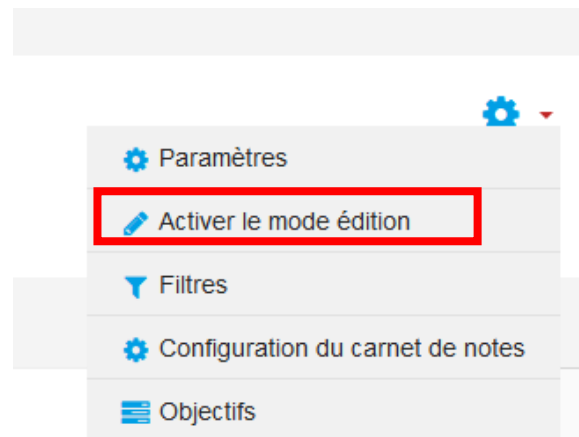 Paramètres
Activer le mode édition
Filtres
Configuration du carnet de notes
Objectifs